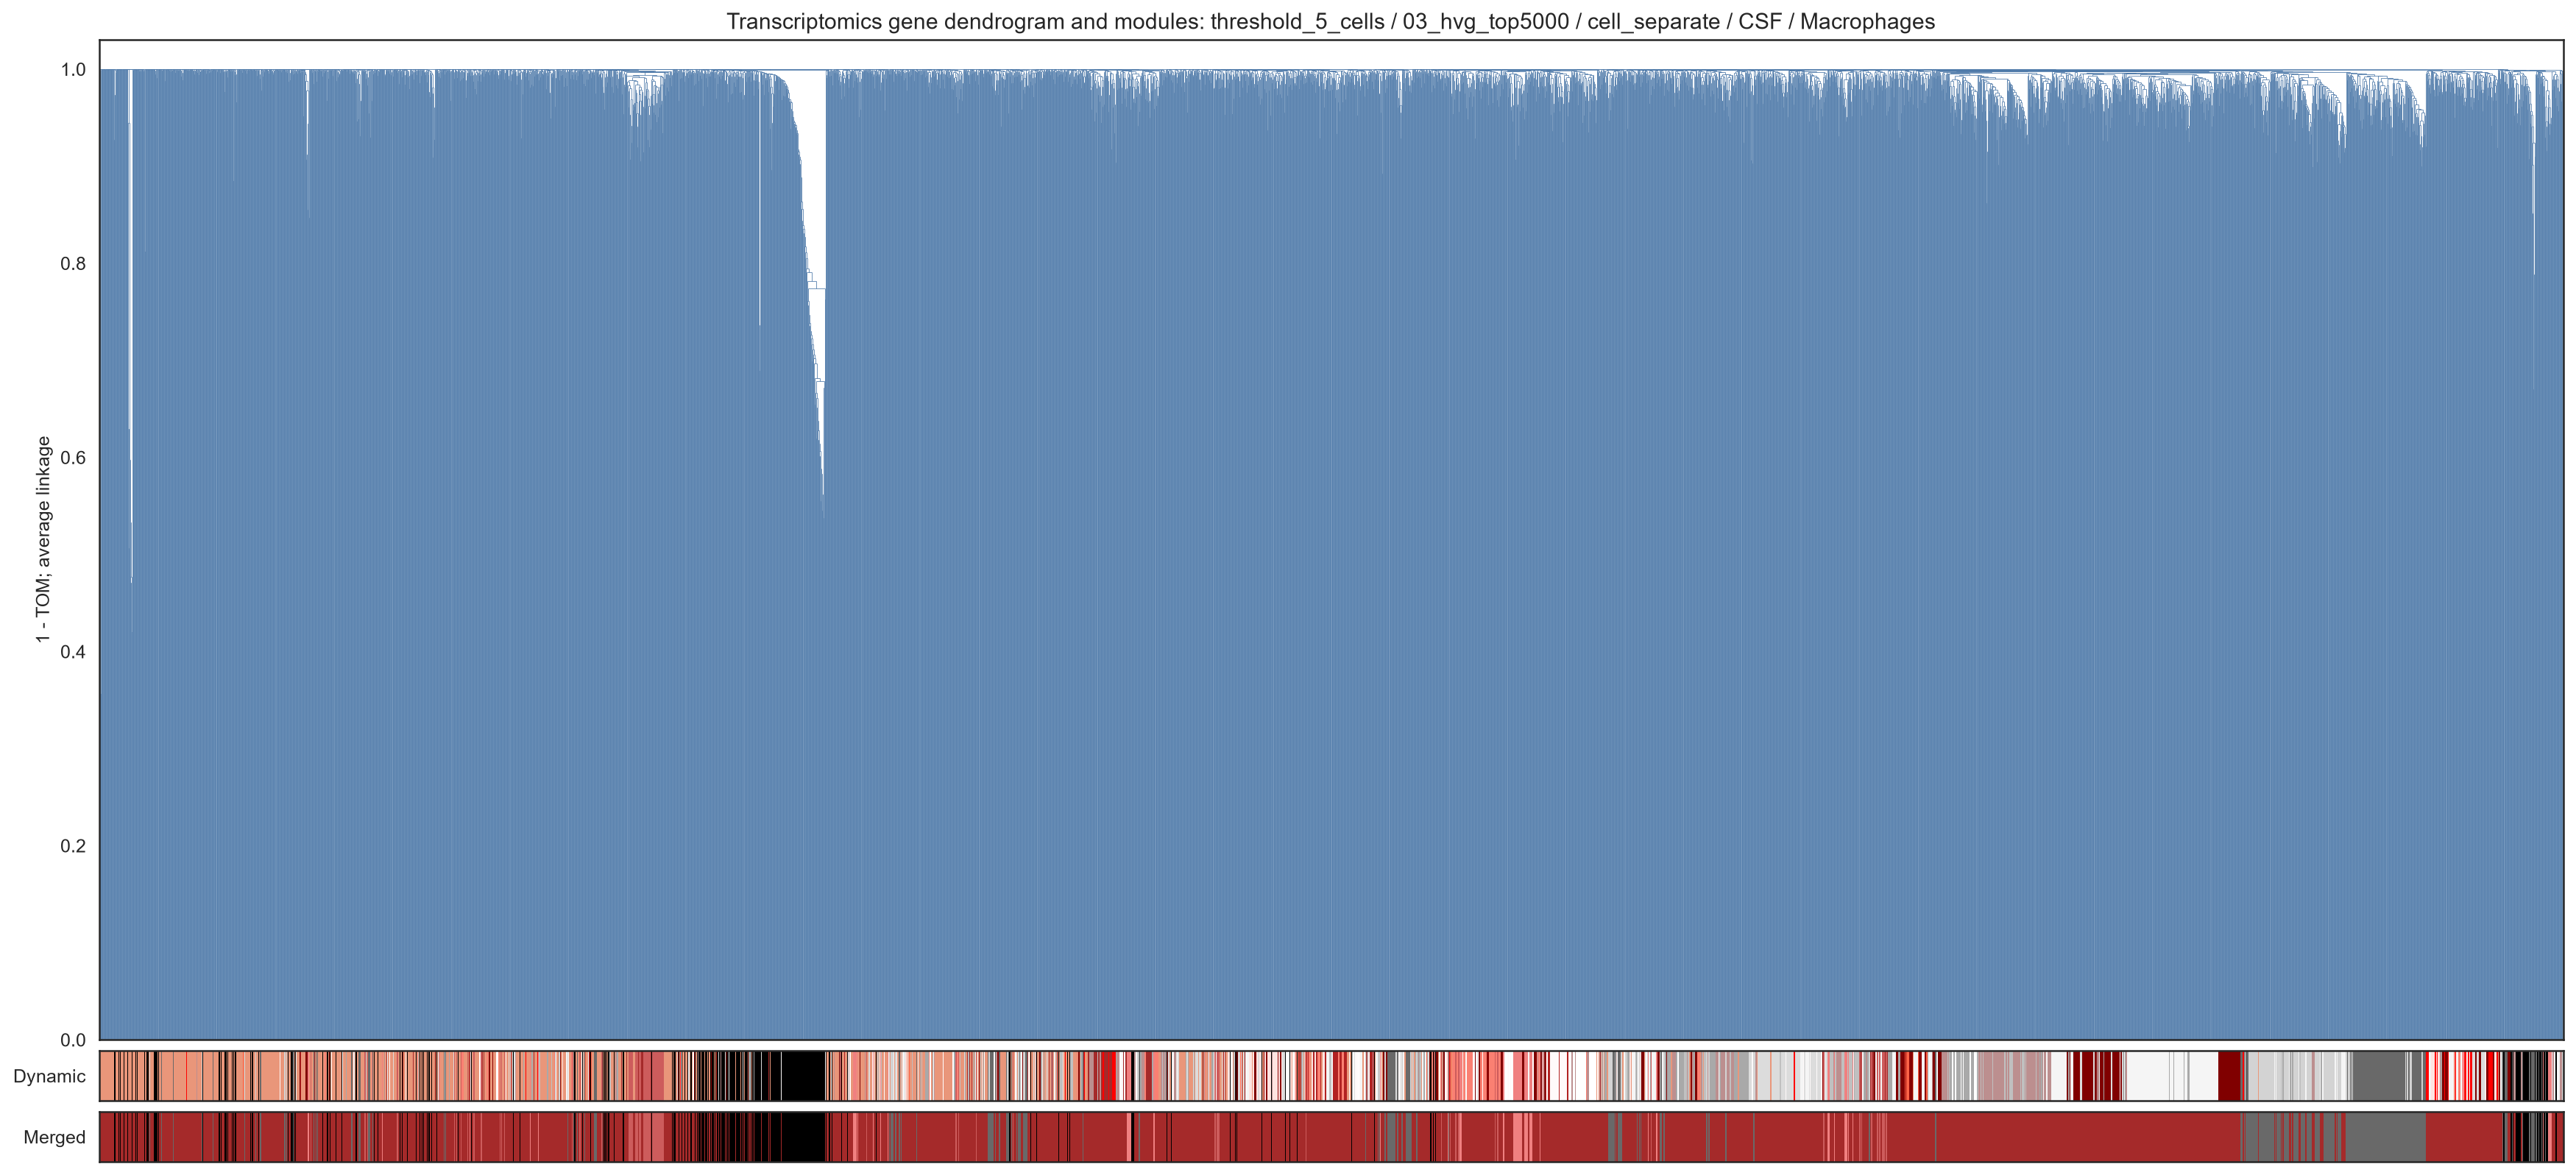 Transcriptomics gene dendrogram and modules: threshold_5_cells / 03_hvg_top5000 / cell_separate / CSF / Macrophages
1.0
0.8
0.6
0.4
0.2
0.0
1 - TOM; average linkage
Dynamic
Merged